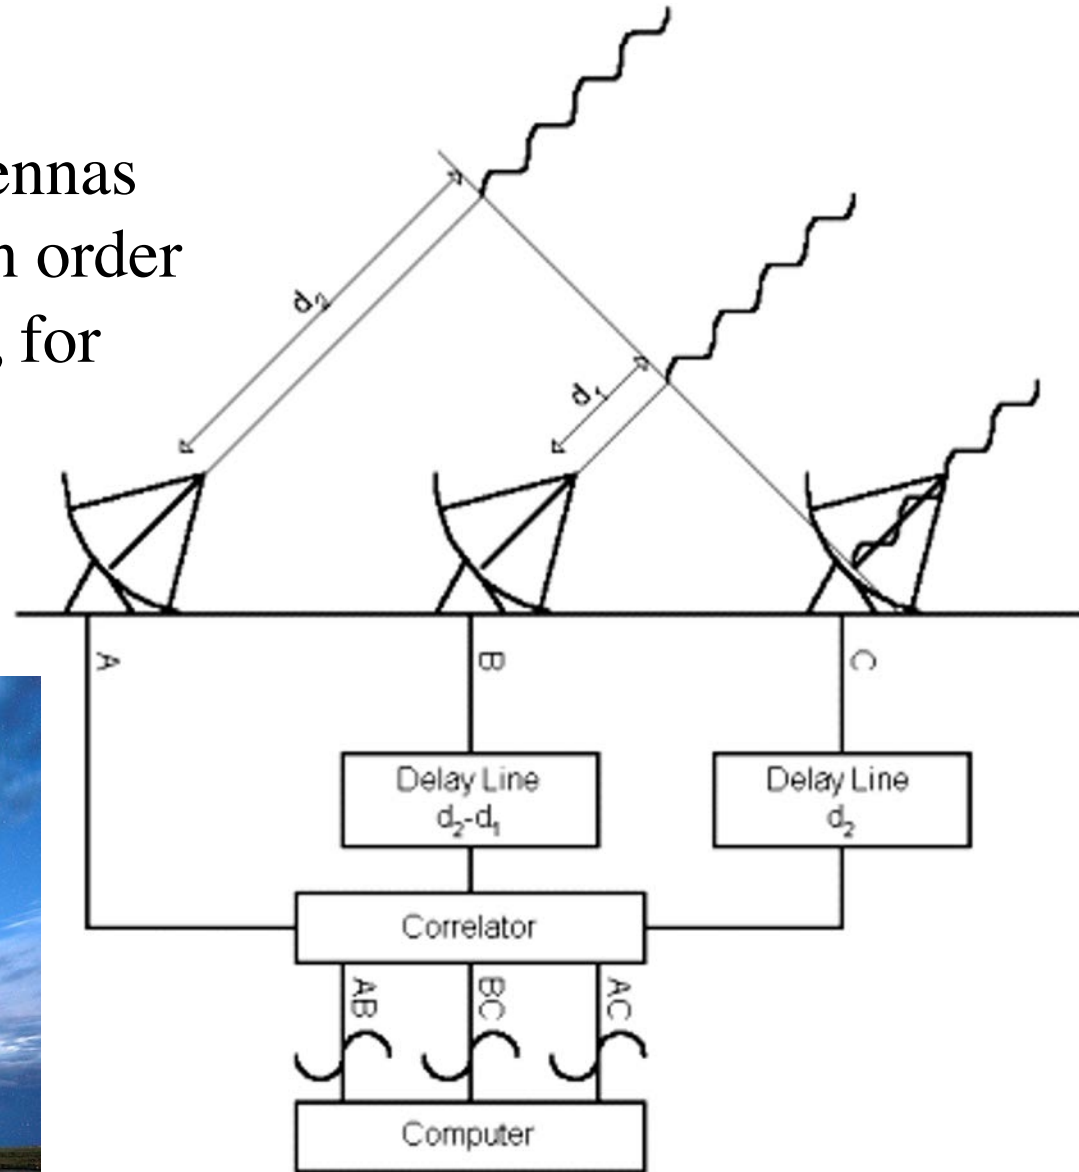 ennas
n order
, for
d₂
d₁
A
B
C
Delay Line
d₂-d₁
Delay Line
d₂
Correlator
AB
BC
AC
Computer